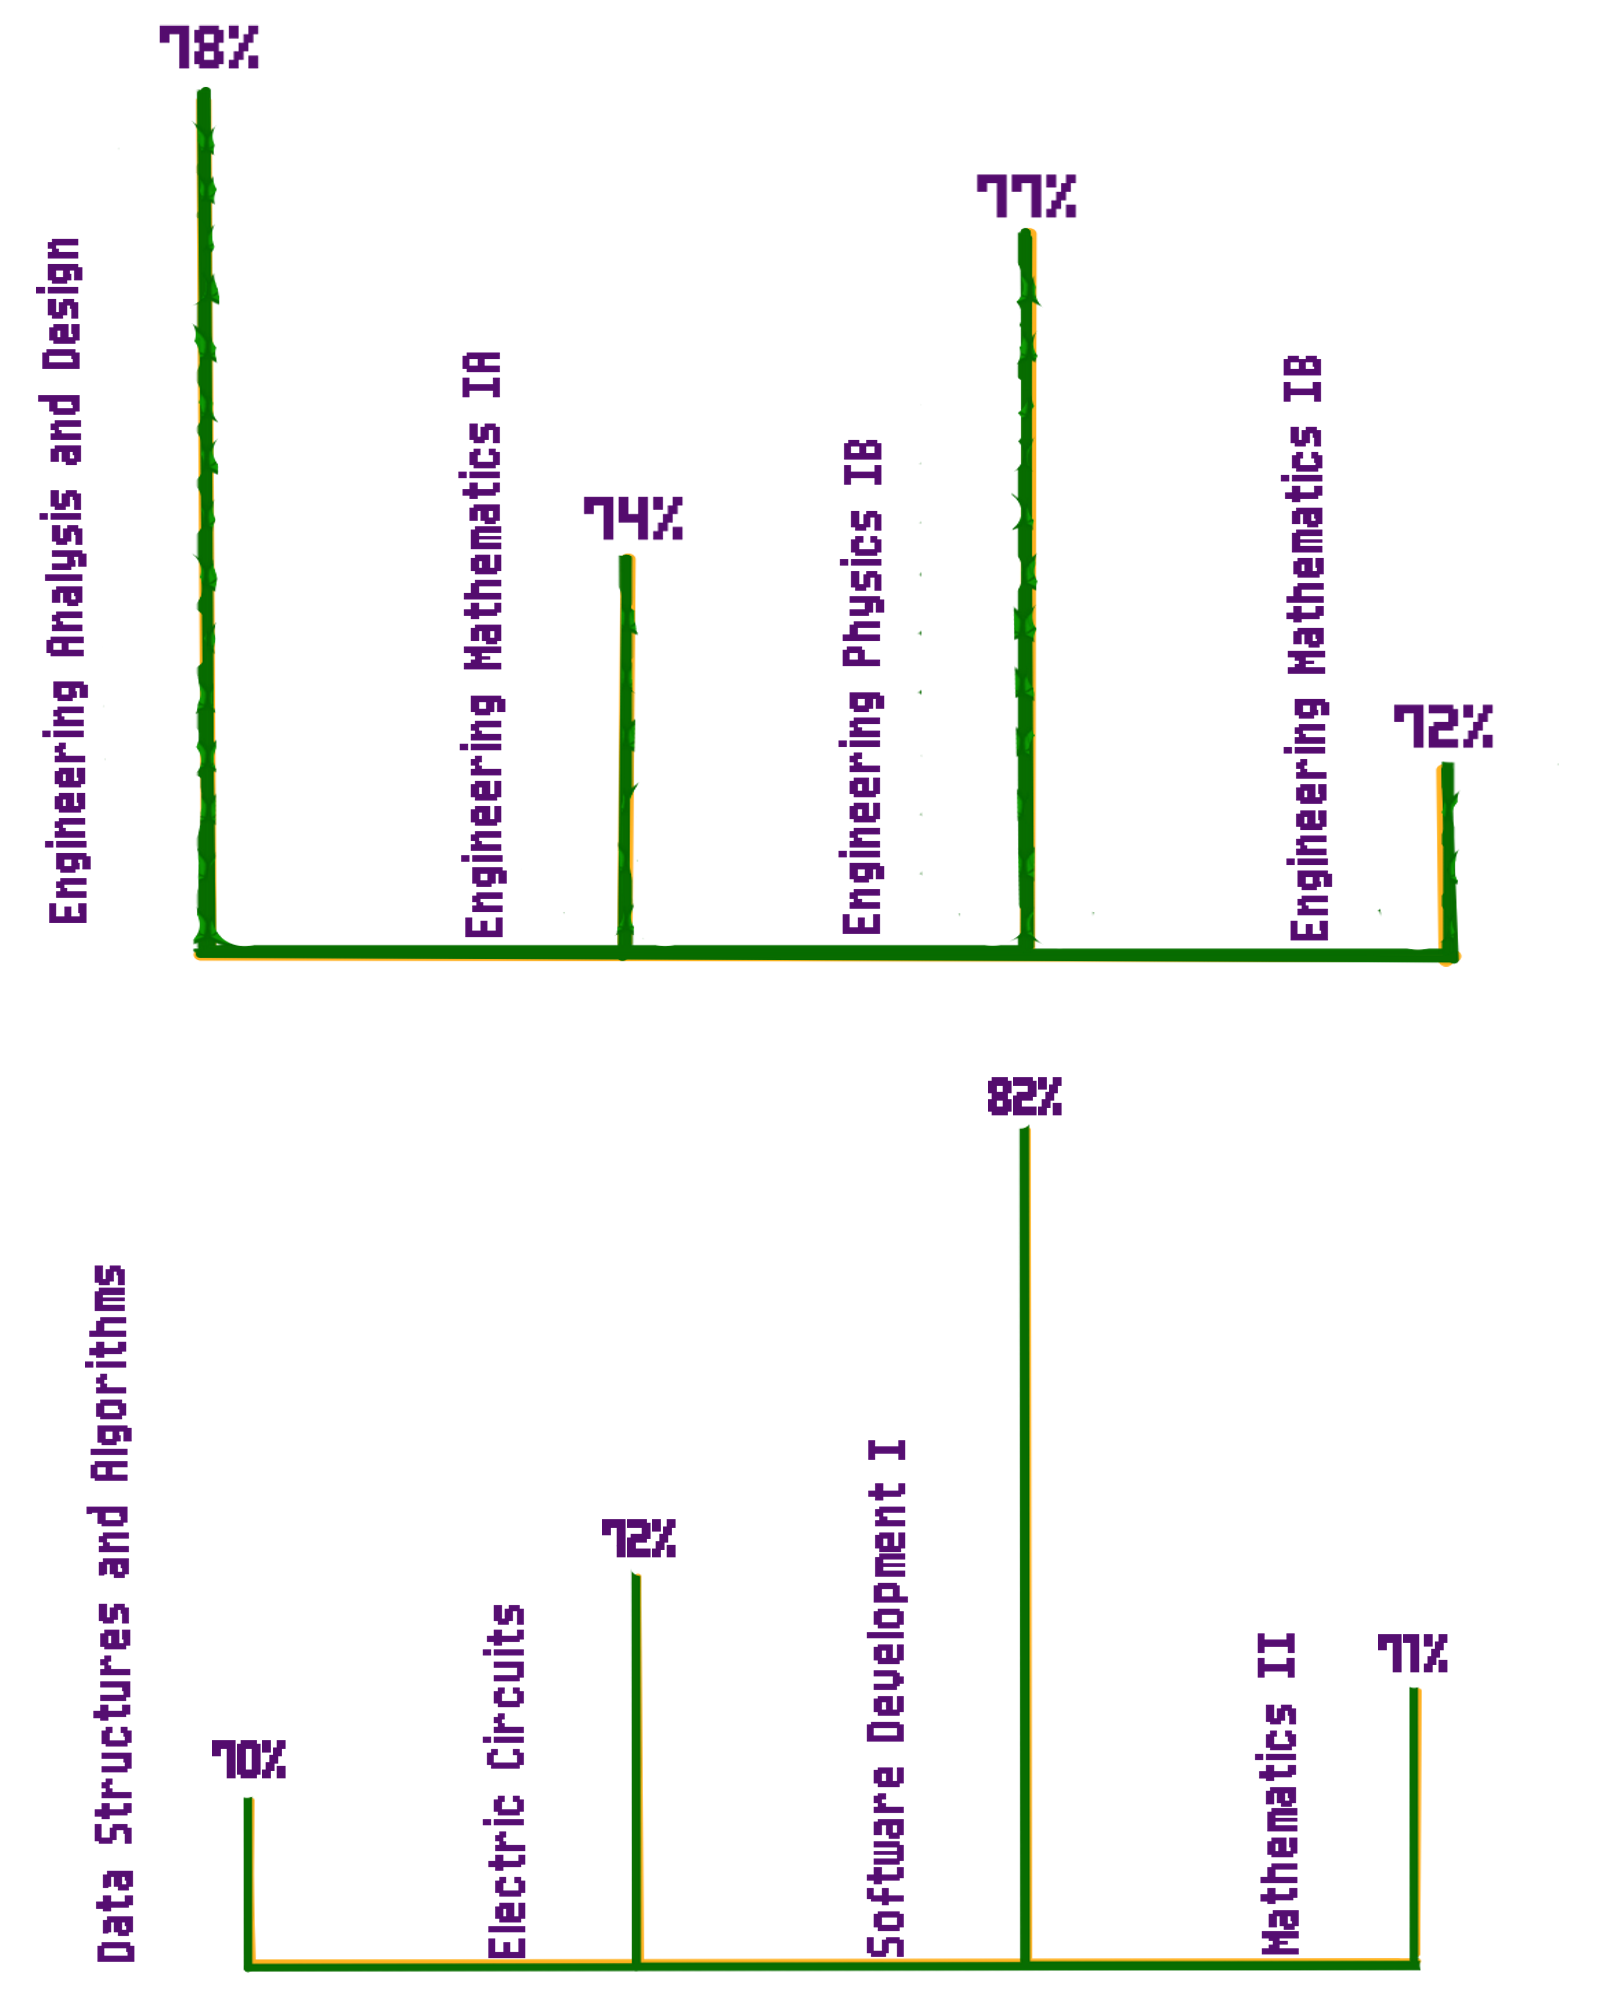 78%
Engineering Analysis and Design
Engineering Mathematics IA
74%
77%
Engineering Physics IB
Engineering Mathematics IB
72%
Data Structures and Algorithms
70%
Electric Circuits
72%
82%
Software Development I
Mathematics II
71%